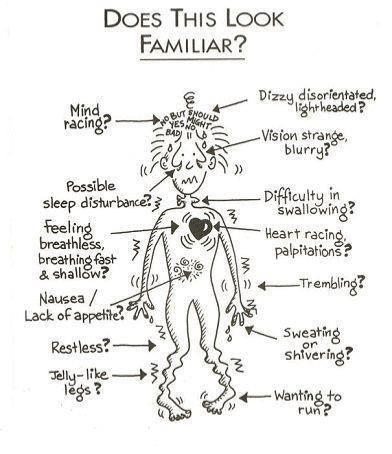 DOES THIS LOOK
FAMILIAR?
Mind
racing?
NO BUT SHOULD
YES MIGHT
NO
BAD !!
Dizzy disorientated,
lightheaded?
Vision strange,
blurry?
Possible
sleep disturbance?
Difficulty in
swallowing?
Feeling
breathless,
breathing fast
& shallow?
Heart racing,
palpitations?
Trembling?
Nausea /
Lack of appetite?
Sweating
or
shivering?
Restless?
Jelly-like
legs?
Wanting to
run?